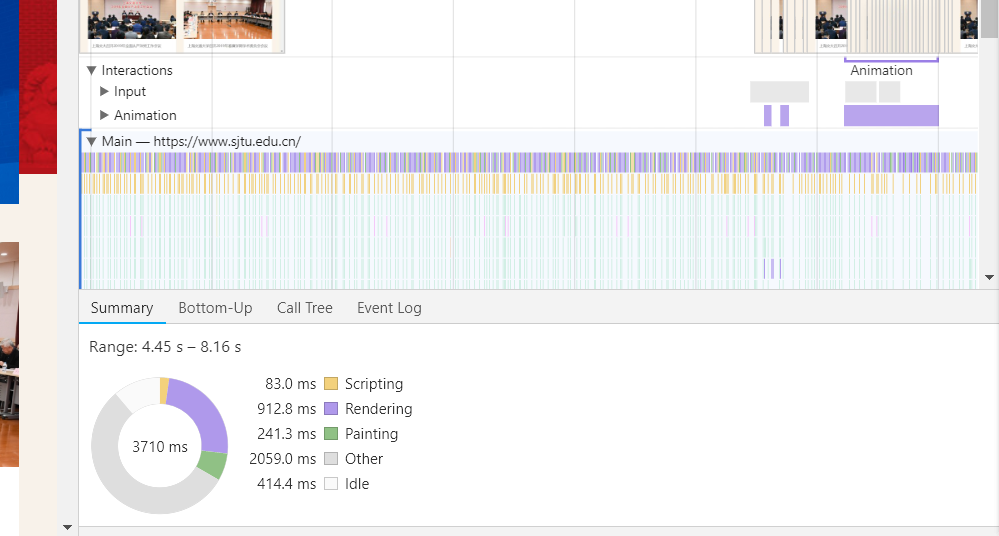 Interactions
Animation
Input
Animation
Main — https://www.sjtu.edu.cn/
Summary Bottom-Up Call Tree Event Log
Range: 4.45 s – 8.16 s
83.0 ms Scripting
912.8 ms Rendering
241.3 ms Painting
3710 ms
2059.0 ms Other
414.4 ms Idle